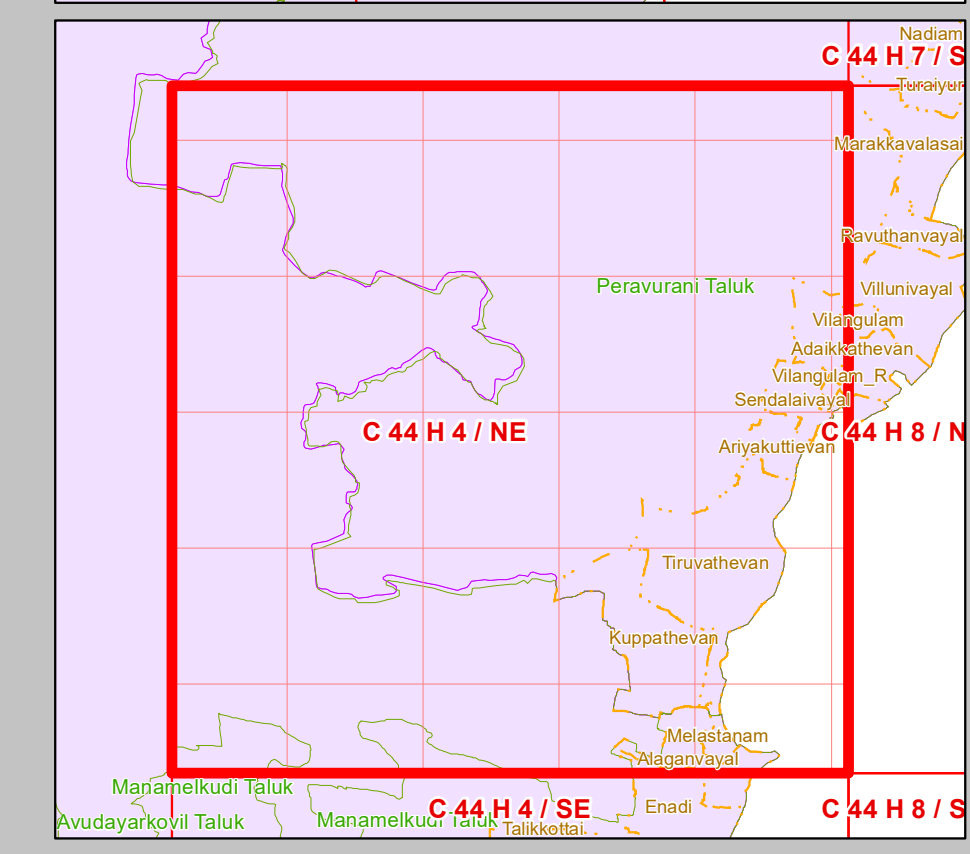 Nadiam
C 44 H 7 / S
Turaiyur
Marakkavalasai
Ravuthanvayal
Peravurani Taluk
Villunivayal
Vilangulam
Adaikkathevan
Vilangulam_R
Sendalaivayal
C 44 H 4 / NE
C 44 H 8 / N
Ariyakuttievan
Tiruvathevan
Kuppathevan
Melastanam
Alaganvayal
Manamelkudi Taluk
C 44 H 4 / SE
Enadi
C 44 H 8 / S
Avudayarkovil Taluk
Manamelkudi Taluk
Talikkottai